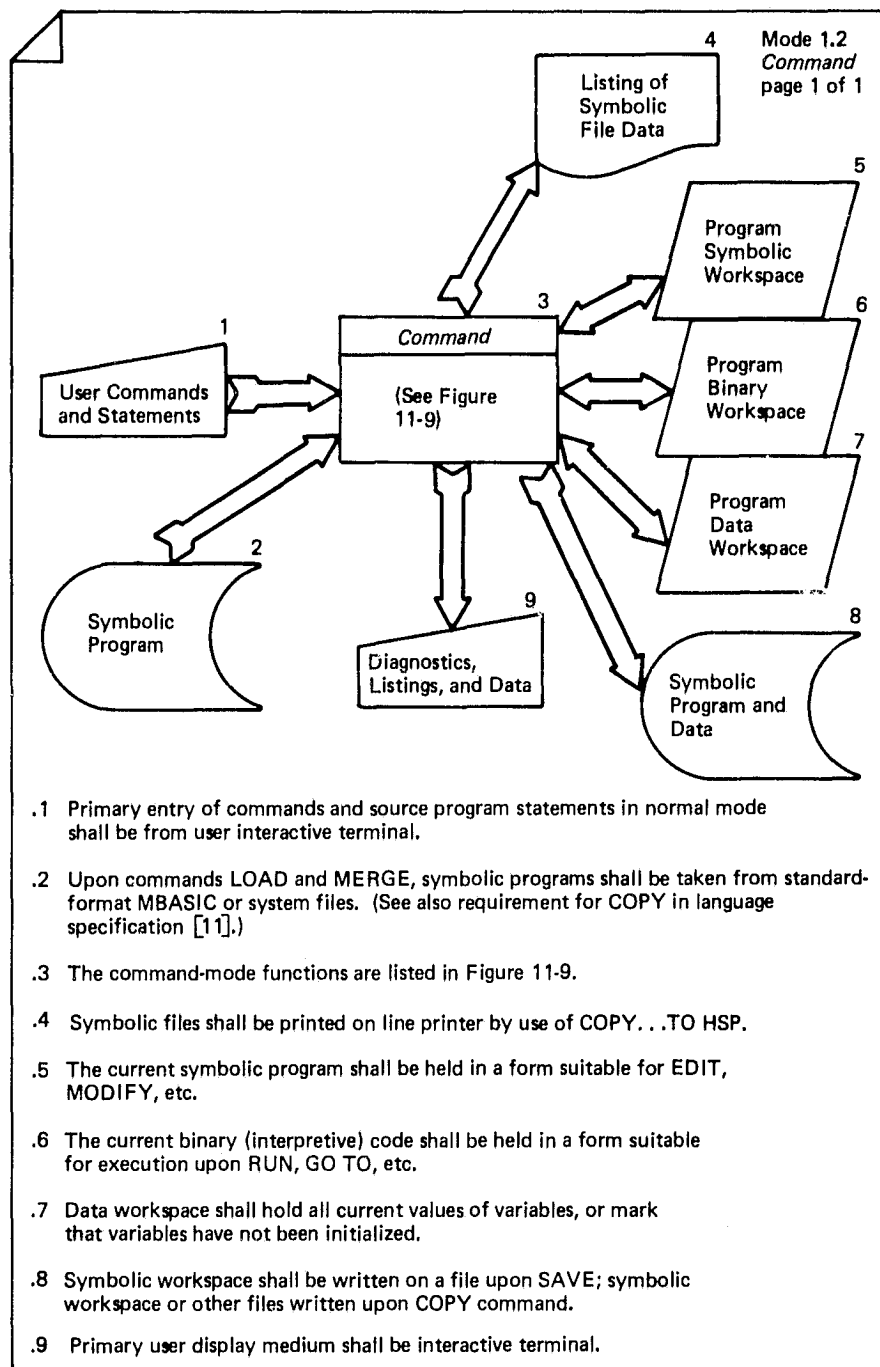 Mode 1.2
Command
page 1 of 1
4
Listing of
Symbolic
File Data
5
Program
Symbolic
Workspace
3
Command
(See Figure
11-9)
6
Program
Binary
Workspace
1
User Commands
and Statements
7
Program
Data
Workspace
2
Symbolic
Program
9
Diagnostics,
Listings, and Data
8
Symbolic
Program and
Data
.1 Primary entry of commands and source program statements in normal mode
shall be from user interactive terminal.
.2 Upon commands LOAD and MERGE, symbolic programs shall be taken from standard-
format MBASIC or system files. (See also requirement for COPY in language
specification [11].)
.3 The command-mode functions are listed in Figure 11-9.
.4 Symbolic files shall be printed on line printer by use of COPY...TO HSP.
.5 The current symbolic program shall be held in a form suitable for EDIT,
MODIFY, etc.
.6 The current binary (interpretive) code shall be held in a form suitable
for execution upon RUN, GO TO, etc.
.7 Data workspace shall hold all current values of variables, or mark
that variables have not been initialized.
.8 Symbolic workspace shall be written on a file upon SAVE; symbolic
workspace or other files written upon COPY command.
.9 Primary user display medium shall be interactive terminal.